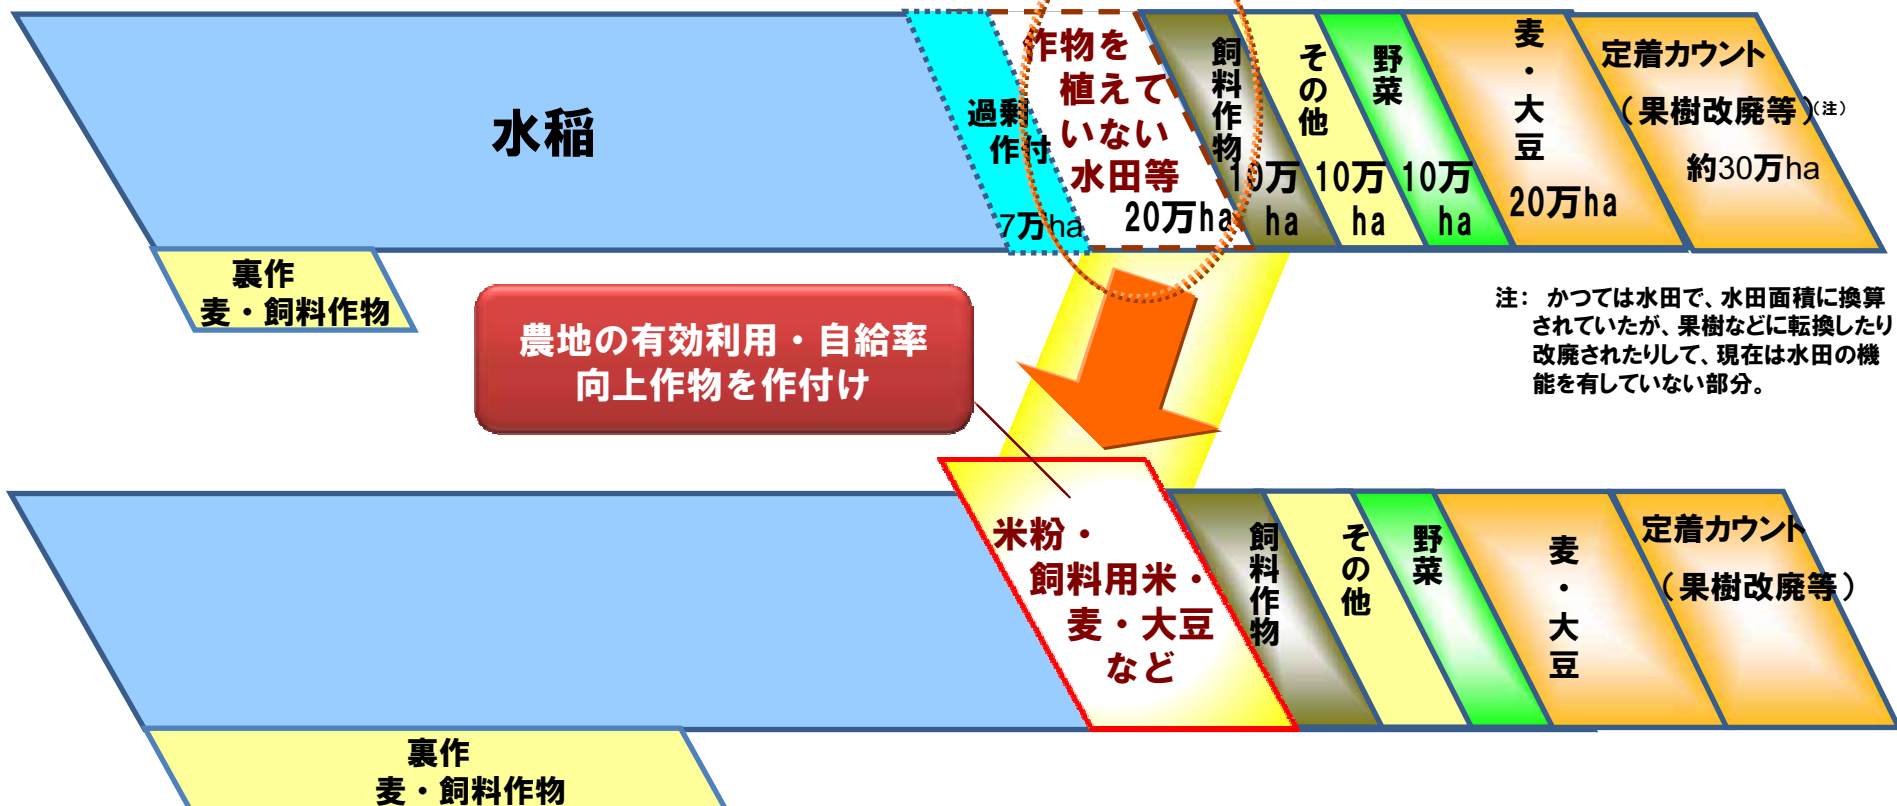 水稲
過剰
作付
7万ha
作物を
植えて
いない
水田等
20万ha
飼料作物
10万
ha
その他
10万
ha
野菜
10万
ha
麦・大豆
20万ha
定着カウント
（果樹改廃等）(注)
約30万ha
裏作
麦・飼料作物
農地の有効利用・自給率
向上作物を作付け
注：　かつては水田で、水田面積に換算
されていたが、果樹などに転換したり
改廃されたりして、現在は水田の機
能を有していない部分。
米粉・
飼料用米・
麦・大豆
など
飼料作物
その他
野菜
麦・大豆
定着カウント
（果樹改廃等）
裏作
麦・飼料作物